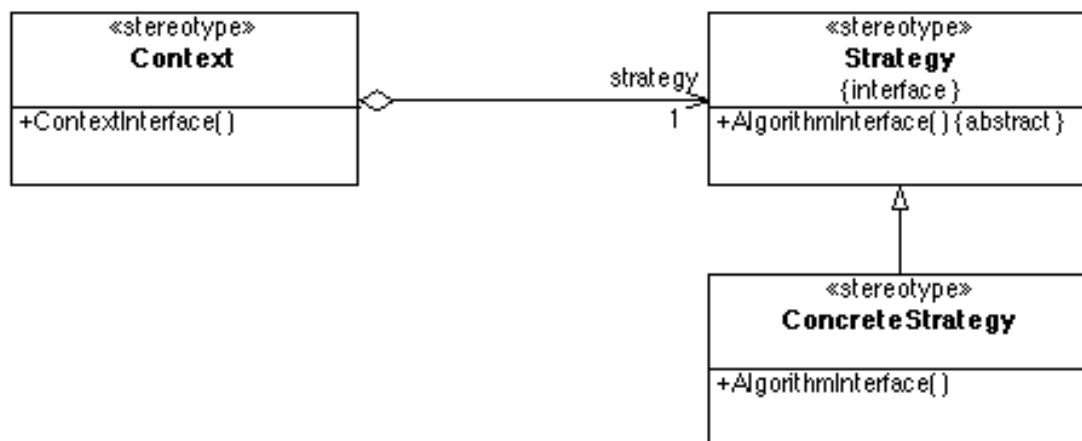 «stereotype»
Context
+ContextInterface()
strategy
1
«stereotype»
Strategy
{interface}
+AlgorithmInterface(){abstract}
«stereotype»
ConcreteStrategy
+AlgorithmInterface()